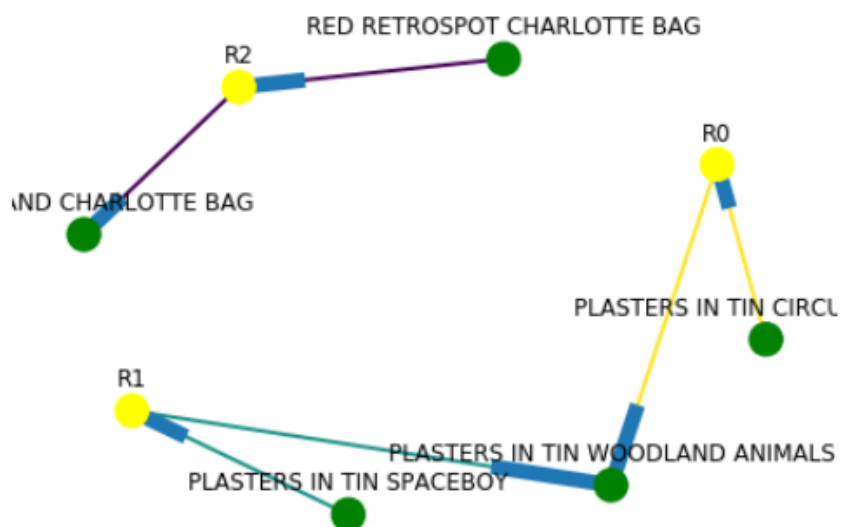 RED RETROSPOT CHARLOTTE BAG
R2
R0
AND CHARLOTTE BAG
PLASTERS IN TIN CIRCU
R1
PLASTERS IN TIN WOODLAND ANIMALS
PLASTERS IN TIN SPACEBOY